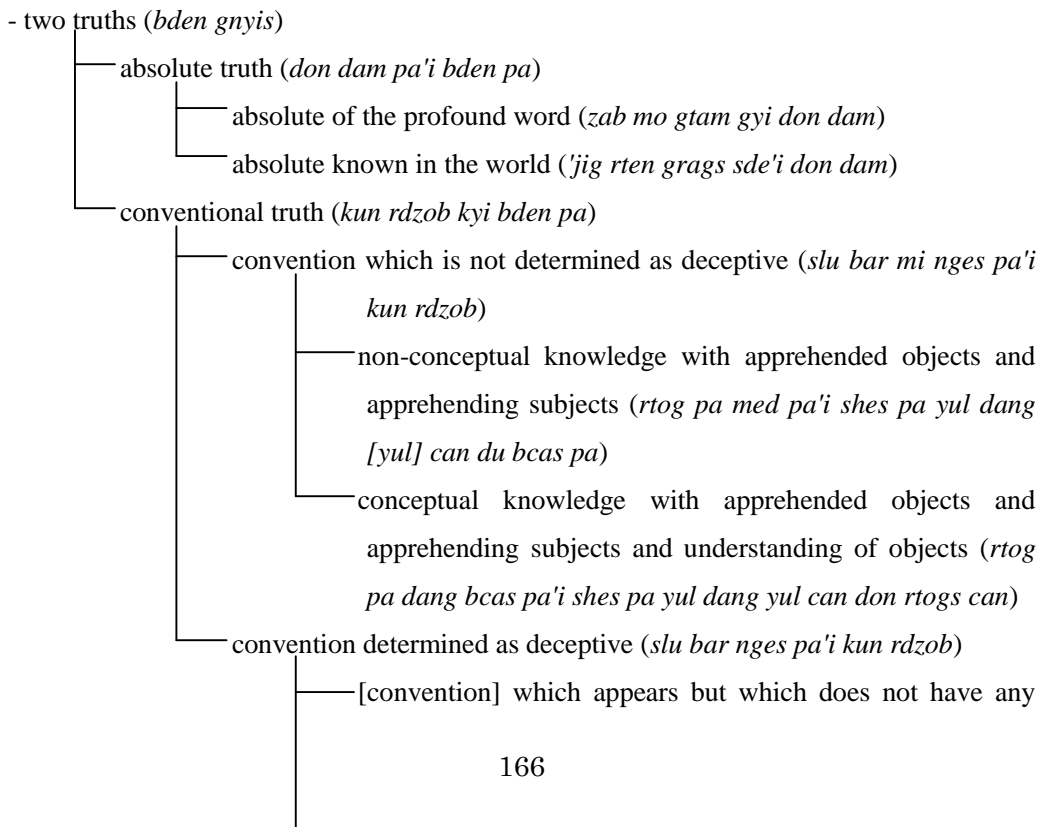 - two truths (bden gnyis)
absolute truth (don dam pa'i bden pa)
absolute of the profound word (zab mo gtam gyi don dam)
absolute known in the world ('jig rten grags sde'i don dam)
conventional truth (kun rdzob kyi bden pa)
convention which is not determined as deceptive (slu bar mi nges pa'i
kun rdzob)
non-conceptual knowledge with apprehended objects and
apprehending subjects (rtog pa med pa'i shes pa yul dang
[yul] can du bcas pa)
conceptual knowledge with apprehended objects and
apprehending subjects and understanding of objects (rtog
pa dang bcas pa'i shes pa yul dang yul can don rtogs can)
convention determined as deceptive (slu bar nges pa'i kun rdzob)
[convention] which appears but which does not have any
166